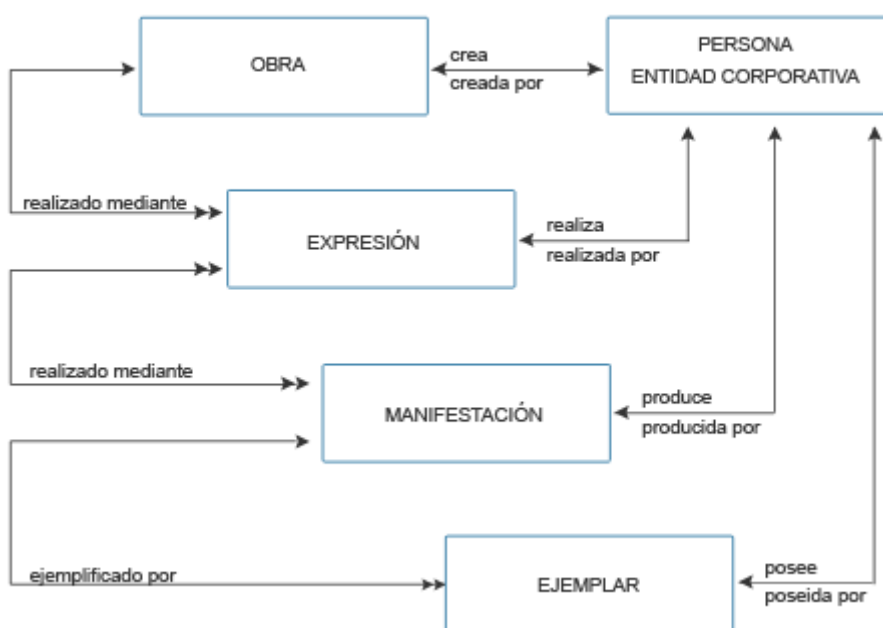 OBRA
crea
creada por
PERSONA
ENTIDAD CORPORATIVA
realizado mediante
EXPRESIÓN
realiza
realizada por
realizado mediante
MANIFESTACIÓN
produce
producida por
ejemplificado por
EJEMPLAR
posee
poseida por